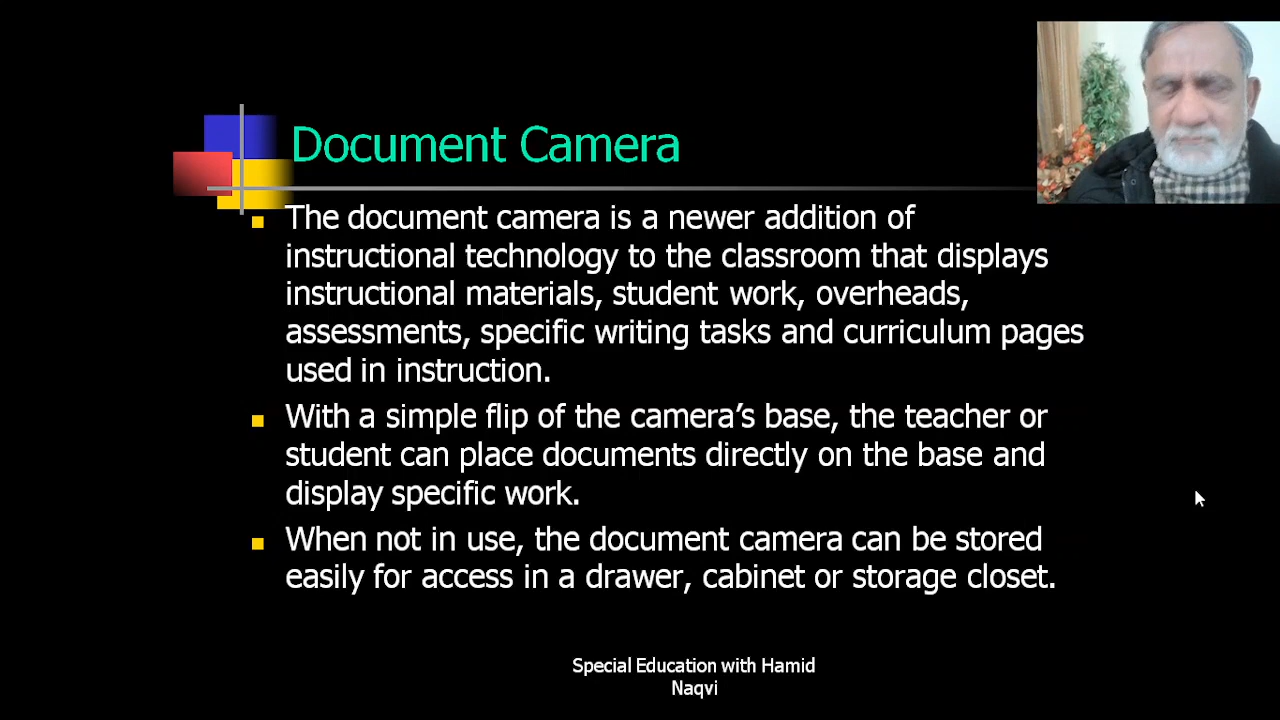 Document Camera
The document camera is a newer addition of
instructional technology to the classroom that displays
instructional materials, student work, overheads,
assessments, specific writing tasks and curriculum pages
used in instruction.
With a simple flip of the camera’s base, the teacher or
student can place documents directly on the base and
display specific work.
When not in use, the document camera can be stored
easily for access in a drawer, cabinet or storage closet.
Special Education with Hamid
Naqvi